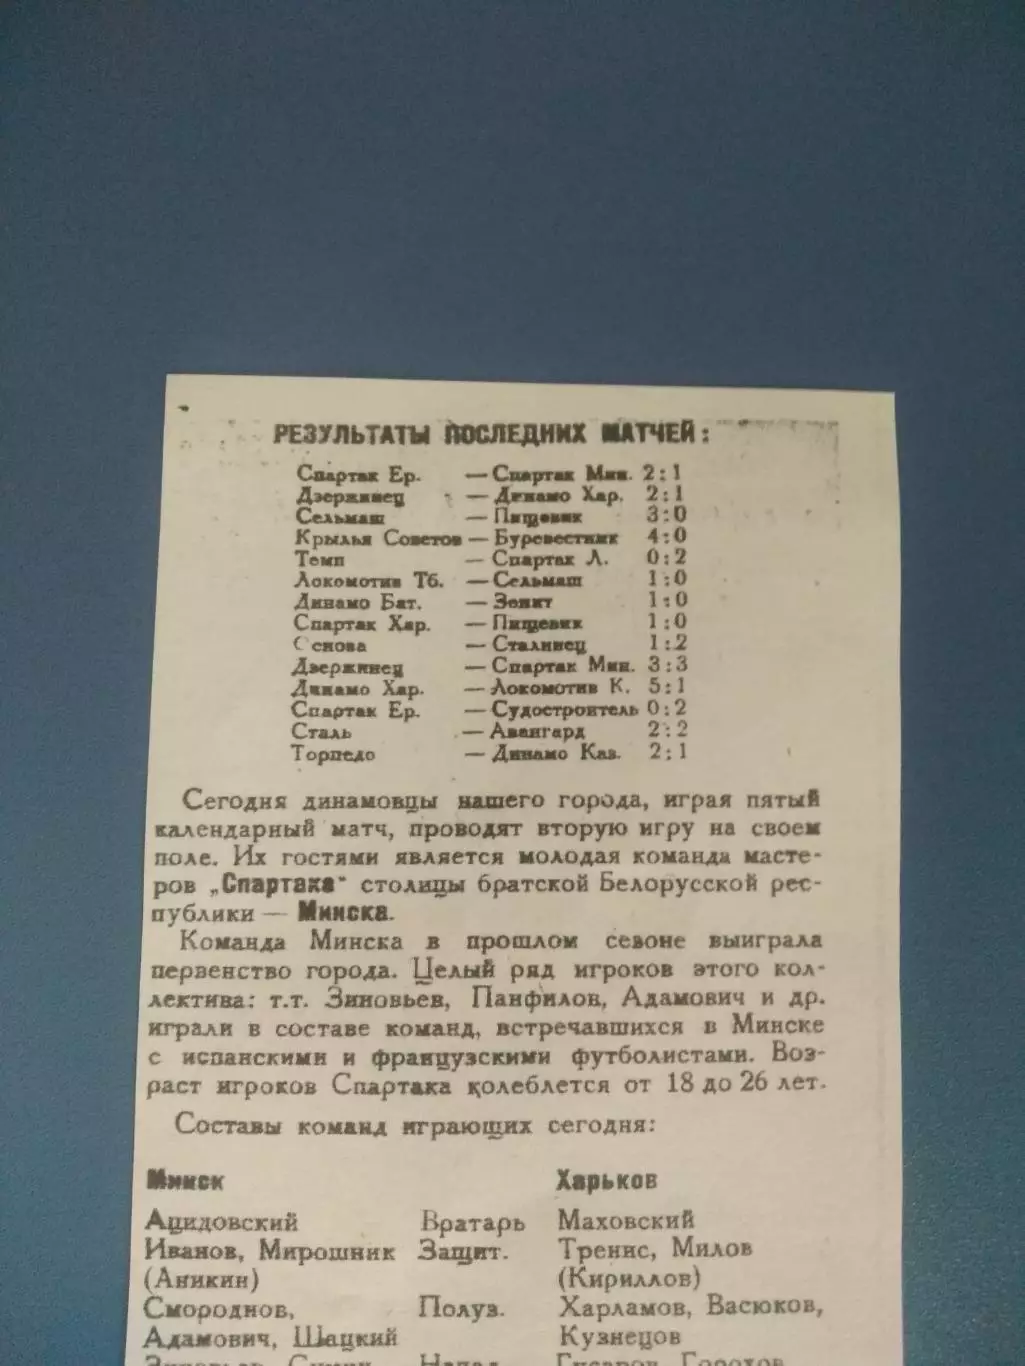 РЕЗУЛЬТАТЫ ПОСЛЕДНИХ МАТЧЕЙ:
Спартак Ер. — Спартак Мин. 2:1
Дзержинец — Динамо Хар. 2:1
Сельмаш — Пищевик 3:0
Крылья Советов — Буревестник 4:0
Темп — Спартак Л. 0:2
Локомотив Тб. — Сельмаш 1:0
Динамо Бат. — Зенит 1:0
Спартак Хар. — Пищевик 1:0
Основа — Сталинец 1:2
Дзержинец — Спартак Мин. 3:3
Динамо Хар. — Локомотив К. 5:1
Спартак Ер. — Судостроитель 0:2
Сталь — Авангард 2:2
Торпедо — Динамо Каз. 2:1
Сегодня динамовцы нашего города, играя пятый
календарный матч, проводят вторую игру на своем
поле. Их гостями является молодая команда масте-
ров „Спартака" столицы братской Белорусской рес-
публики — Минска.
Команда Минска в прошлом сезоне выиграла
первенство города. Целый ряд игроков этого кол-
лектива: т.т. Зиновьев, Панфилов, Адамович и др.
играли в составе команд, встречавшихся в Минске
с испанскими и французскими футболистами. Воз-
раст игроков Спартака колеблется от 18 до 26 лет.
Составы команд играющих сегодня:
Минск Харьков
Ацидовский Вратарь Маховский
Иванов, Мирошник Защит. Тренис, Милов
(Аникин) (Кириллов)
Смороднов, Полуз. Харламов, Васюков,
Адамович, Шацкий Кузнецов